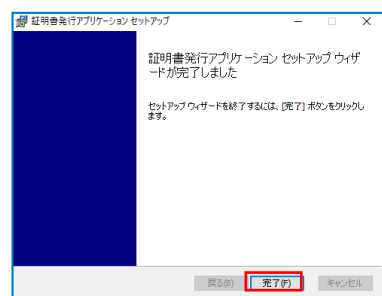 証明書発行アプリケーション セットアップ
証明書発行アプリケーション セットアップ ウィザ
ードが完了しました
セットアップ ウィザードを終了するには、[完了] ボタンをクリックし
ます。
戻る(B) 完了(F) キャンセル